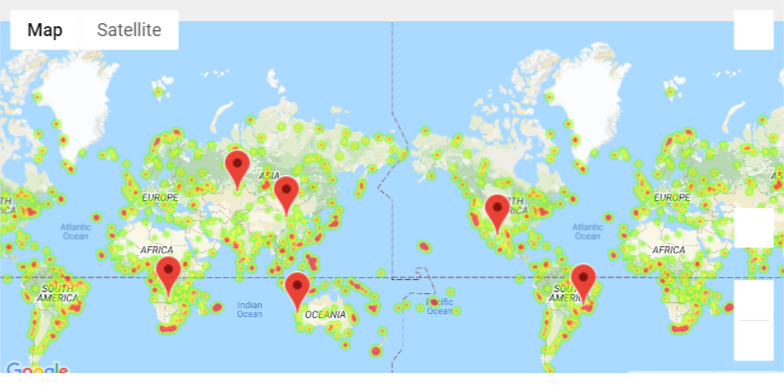 Map
Satellite
ASIA
EUROPE
AFRICA
Atlantic
Ocean
SOUTH
AMERICA
Indian
Ocean
OCEANIA
Pacific
Ocean
Atlantic
Ocean
EUROPE
AFRICA
SOUTH
AMERICA
Google